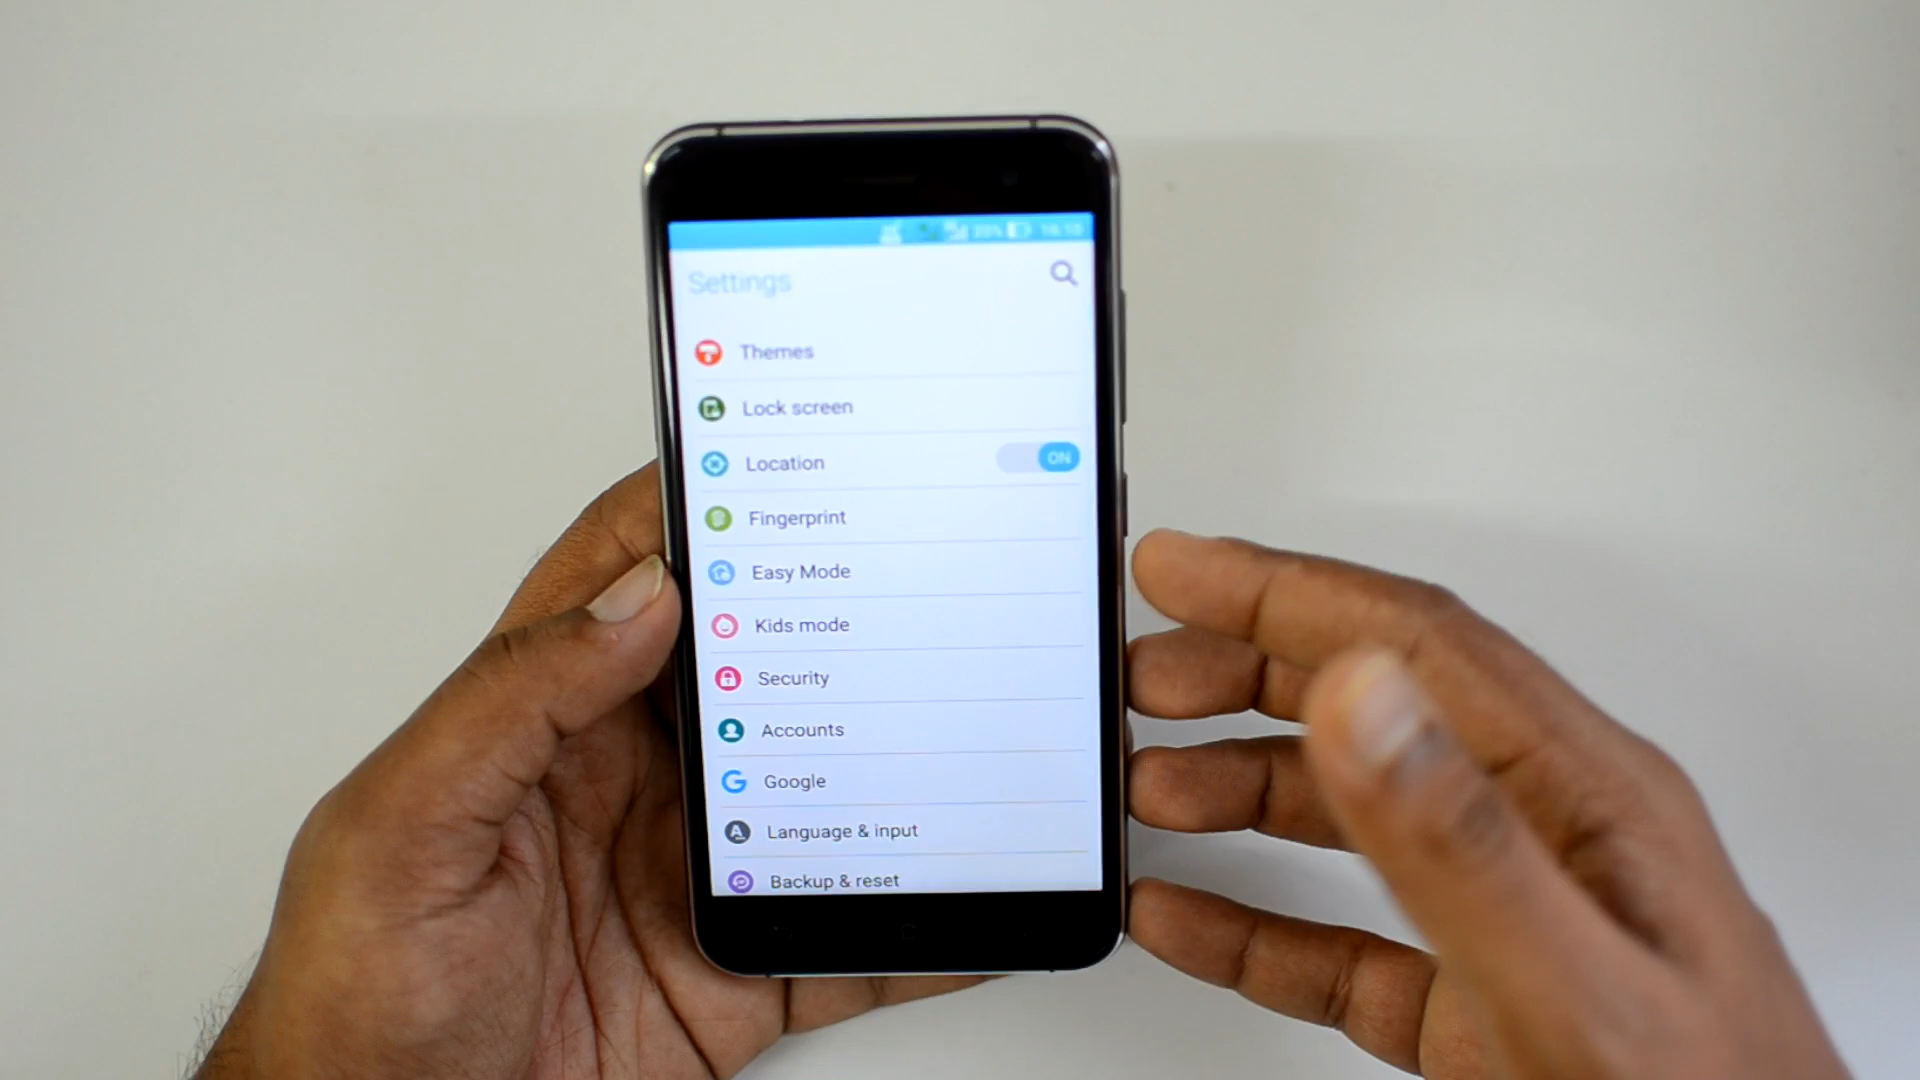 Settings
Themes
Lock screen
Location ON
Fingerprint
Easy Mode
Kids mode
Security
Accounts
Google
Language & input
Backup & reset